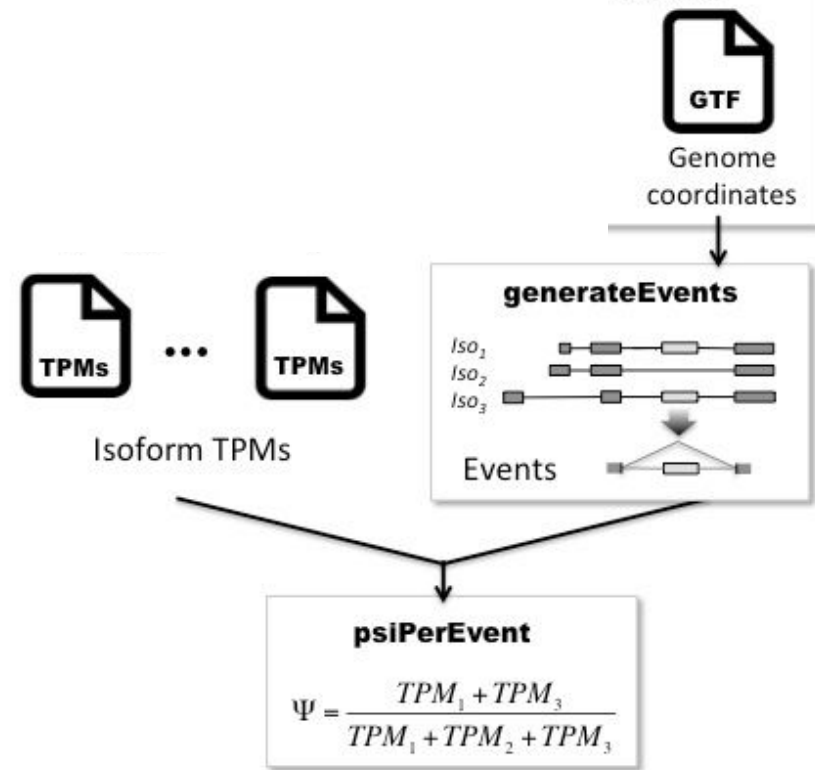 GTF
Genome
coordinates
generateEvents
Iso₁
Iso₂
Iso₃
Events
TPMs ... TPMs
Isoform TPMs
psiPerEvent
Ψ = (TPM₁ + TPM₃) / (TPM₁ + TPM₂ + TPM₃)